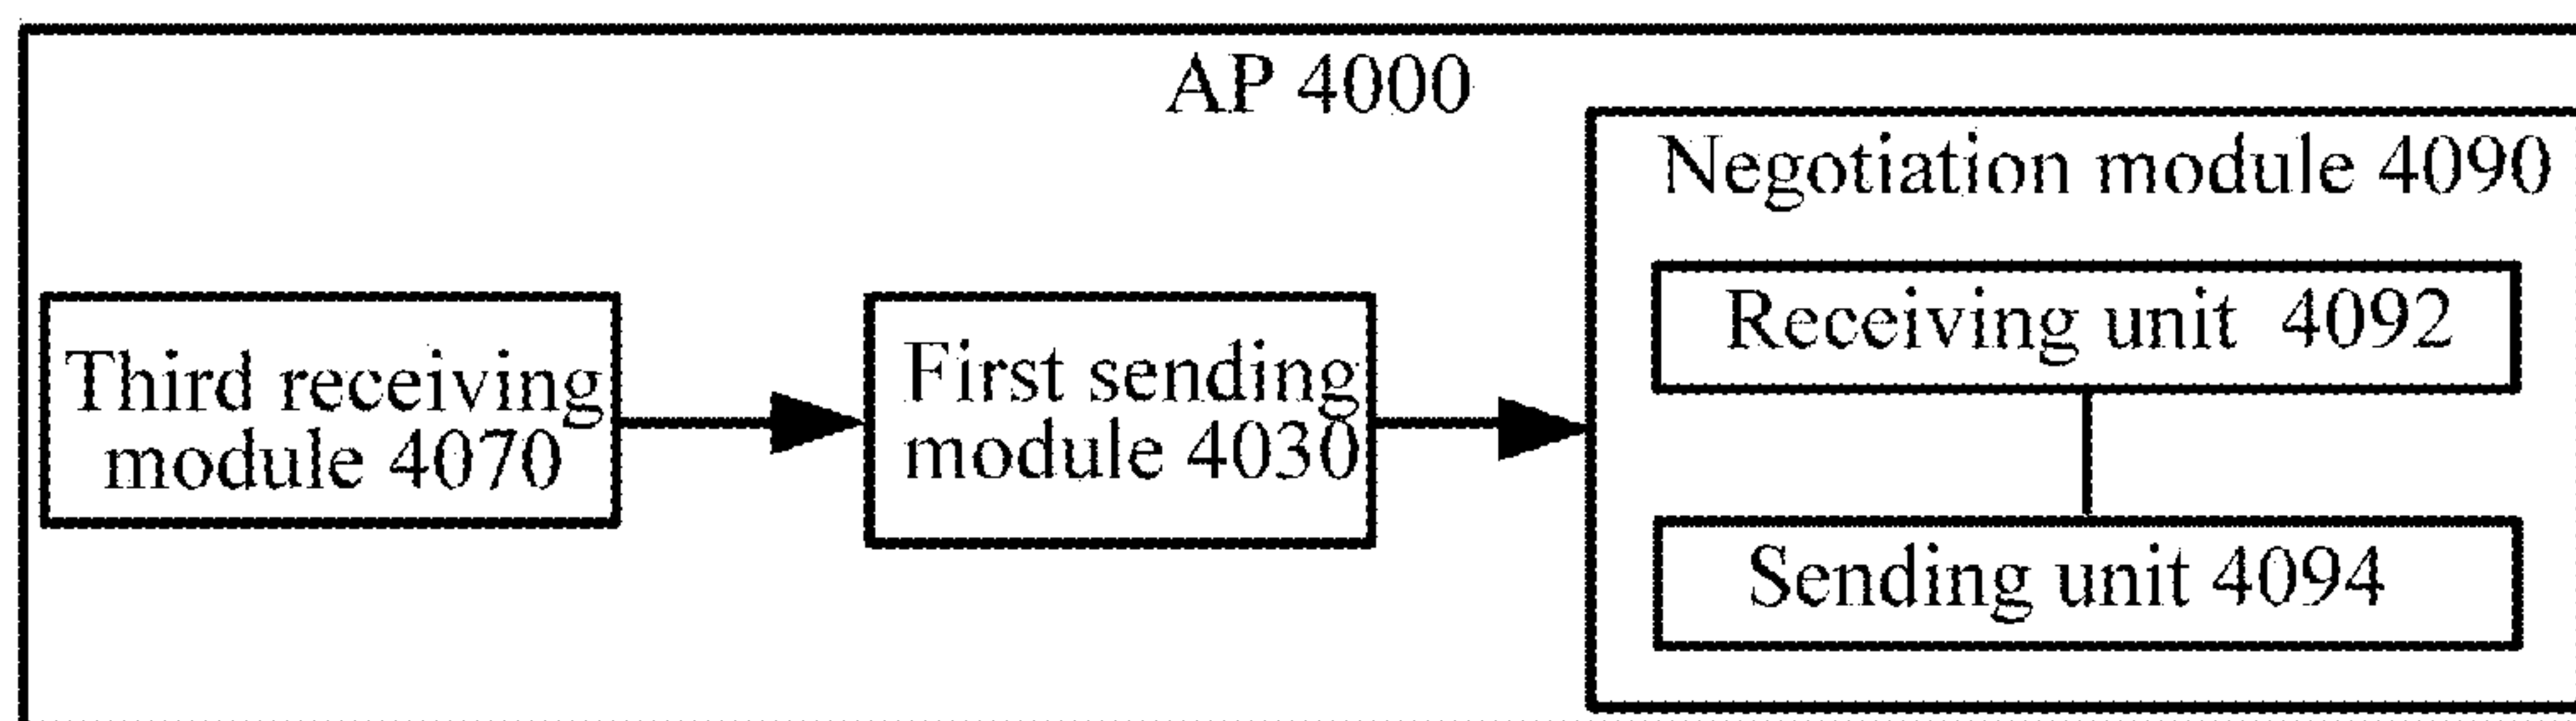 AP 4000
Negotiation module 4090
Third receiving
module 4070
First sending
module 4030
Receiving unit 4092
Sending unit 4094